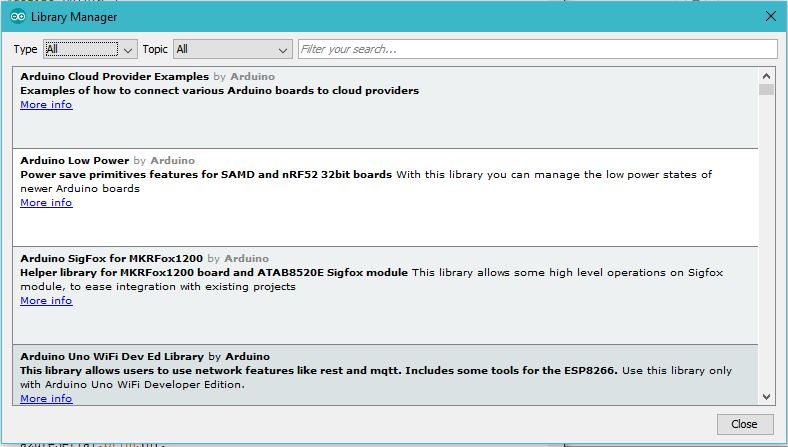 Library Manager
Type All Topic All Filter your search...
Arduino Cloud Provider Examples by Arduino
Examples of how to connect various Arduino boards to cloud providers
More info
Arduino Low Power by Arduino
Power save primitives features for SAMD and nRF52 32bit boards With this library you can manage the low power states of
newer Arduino boards
More info
Arduino SigFox for MKRFox1200 by Arduino
Helper library for MKRFox1200 board and ATAB8520E Sigfox module This library allows some high level operations on Sigfox
module, to ease integration with existing projects
More info
Arduino Uno WiFi Dev Ed Library by Arduino
This library allows users to use network features like rest and mqtt. Includes some tools for the ESP8266. Use this library only
with Arduino Uno WiFi Developer Edition.
More info
Close